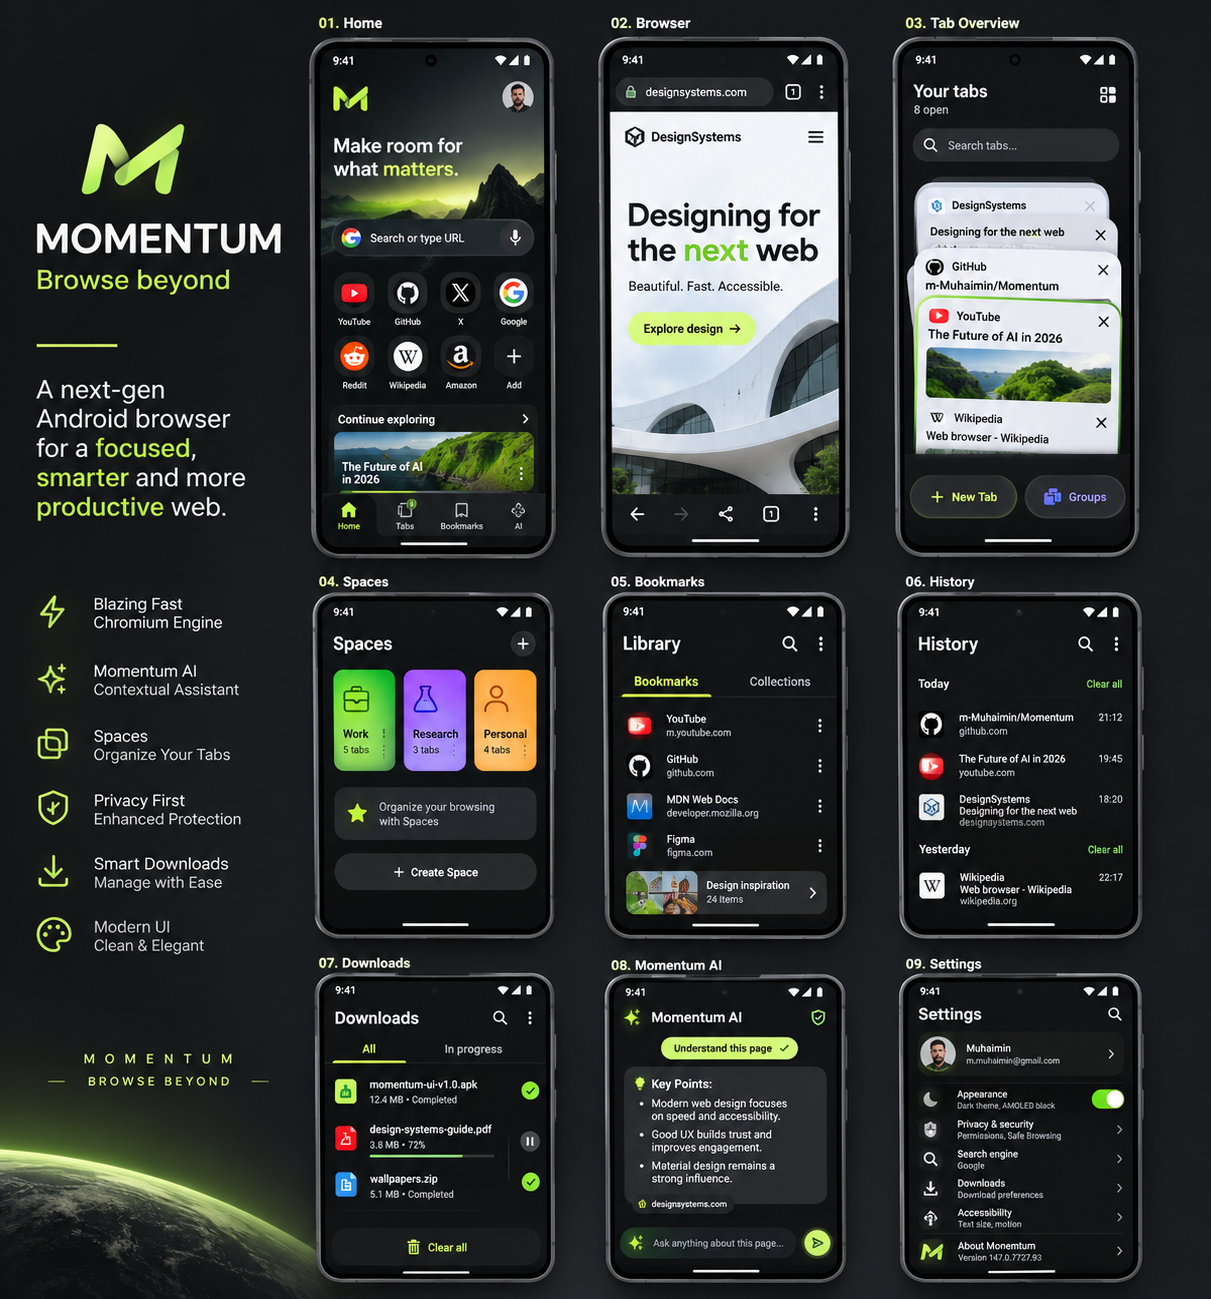 MOMENTUM
Browse beyond
A next-gen
Android browser
for a focused,
smarter and more
productive web.
Blazing Fast
Chromium Engine
Momentum AI
Contextual Assistant
Spaces
Organize Your Tabs
Privacy First
Enhanced Protection
Smart Downloads
Manage with Ease
Modern UI
Clean & Elegant
MOMENTUM
BROWSE BEYOND
01. Home
9:41
Make room for
what matters.
Search or type URL
YouTube
GitHub
X
Google
Reddit
Wikipedia
Amazon
Add
Continue exploring
The Future of AI
in 2026
Home
Tabs
Bookmarks
AI
02. Browser
9:41
designsystems.com
1
DesignSystems
Designing for
the next web
Beautiful. Fast. Accessible.
Explore design →
1
03. Tab Overview
9:41
Your tabs
8 open
Search tabs...
DesignSystems
Designing for the next web
GitHub
m-Muhaimin/Momentum
YouTube
The Future of AI in 2026
W Wikipedia
Web browser - Wikipedia
+ New Tab
Groups
04. Spaces
9:41
Spaces
+
Work
5 tabs
Research
3 tabs
Personal
4 tabs
Organize your browsing
with Spaces
+ Create Space
05. Bookmarks
9:41
Library
Bookmarks
Collections
YouTube
m.youtube.com
GitHub
github.com
MDN Web Docs
developer.mozilla.org
Figma
figma.com
Design inspiration
24 Items
06. History
9:41
History
Today
Clear all
m-Muhaimin/Momentum
21:12
github.com
The Future of AI in 2026
19:45
youtube.com
DesignSystems
18:20
Designing for the next web
designsystems.com
Yesterday
Clear all
W
Wikipedia
22:17
Web browser - Wikipedia
wikipedia.org
07. Downloads
9:41
Downloads
All
In progress
momentum-ui-v1.0.apk
12.4 MB • Completed
design-systems-guide.pdf
3.8 MB • 72%
wallpapers.zip
5.1 MB • Completed
Clear all
08. Momentum AI
9:41
Momentum AI
Understand this page ✓
Key Points:
• Modern web design focuses
on speed and accessibility.
• Good UX builds trust and
improves engagement.
• Material design remains a
strong influence.
designsystems.com
Ask anything about this page...
09. Settings
9:41
Settings
Muhaimin
m.muhaimin@gmail.com
Appearance
Dark theme, AMOLED black
Privacy & security
Permissions, Safe Browsing
Search engine
Google
Downloads
Download preferences
Accessibility
Text size, motion
About Monentum
Version 147.0.7727.93